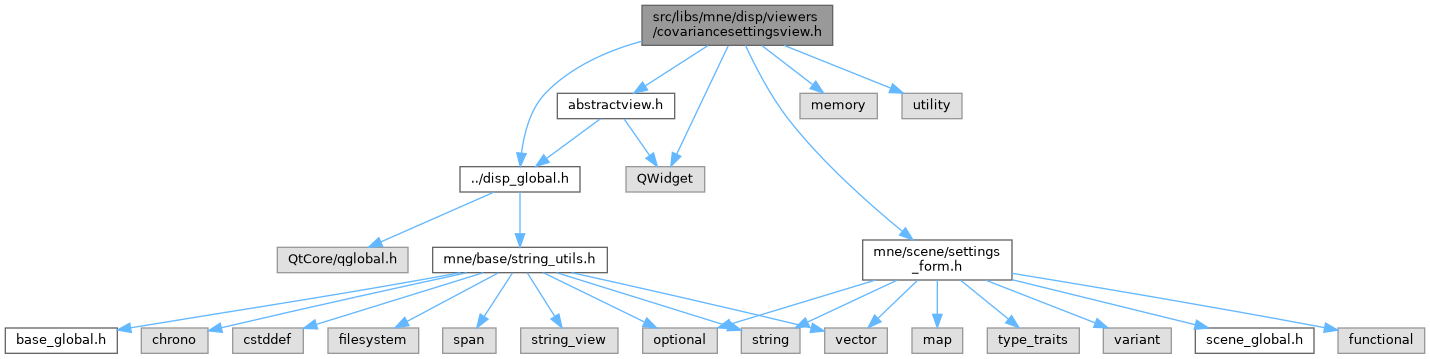 src/libs/mne/disp/viewers
/covariancesettingsview.h
abstractview.h
memory
utility
../disp_global.h
QWidget
QtCore/qglobal.h
mne/base/string_utils.h
mne/scene/settings
_form.h
base_global.h
chrono
cstddef
filesystem
span
string_view
optional
string
vector
map
type_traits
variant
scene_global.h
functional